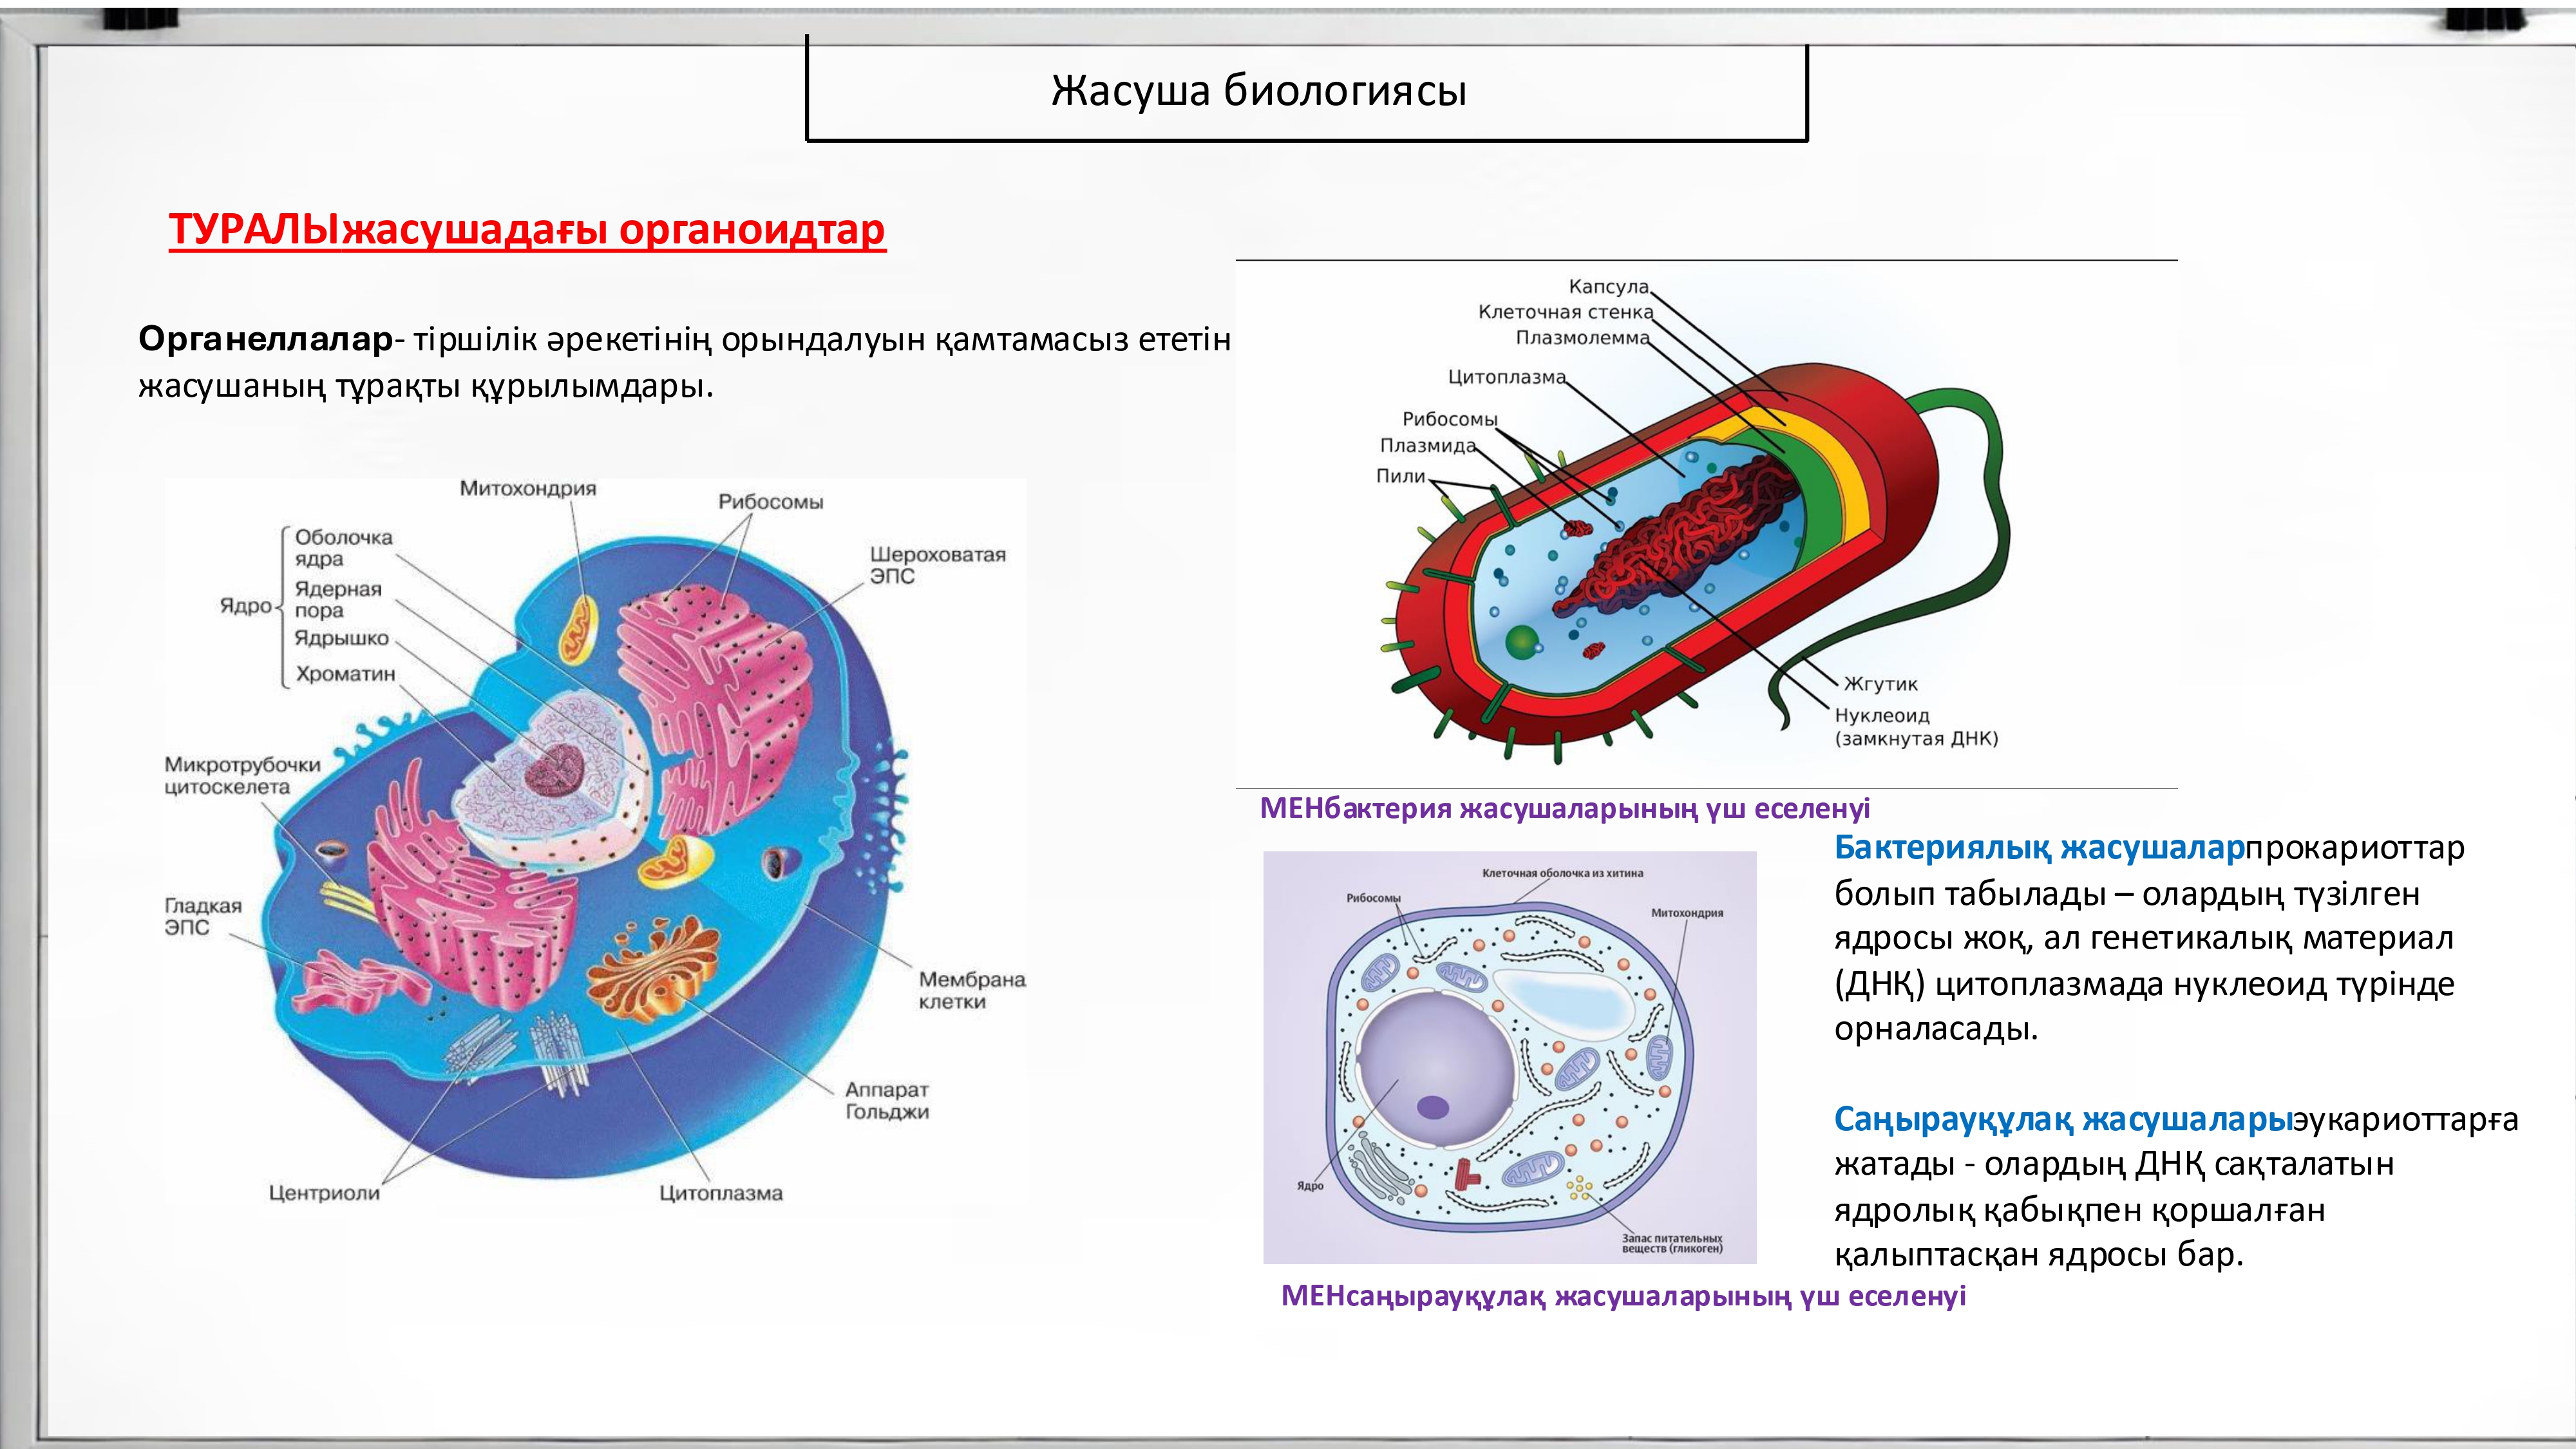 Жасуша биологиясы
ТУРАЛЫжасушадағы органоидтар
Органеллалар- тіршілік әрекетінің орындалуын қамтамасыз ететін
жасушаның тұрақты құрылымдары.
Митохондрия
Рибосомы
Оболочка
ядра
Шероховатая
ЭПС
Ядерная
пора
Ядро
Ядрышко
Хроматин
Микротрубочки
цитоскелета
Гладкая
ЭПС
Мембрана
клетки
Аппарат
Гольджи
Центриоли
Цитоплазма
Капсула
Клеточная стенка
Плазмолемма
Цитоплазма
Рибосомы
Плазмида
Пили
Жгутик
Нуклеоид
(замкнутая ДНК)
МЕНбактерия жасушаларының үш еселенуі
Клеточная оболочка из хитина
Рибосомы
Митохондрия
Ядро
Запас питательных
веществ (гликоген)
МЕНсаңырауқұлақ жасушаларының үш еселенуі
Бактериялық жасушаларпрокариоттар
болып табылады – олардың түзілген
ядросы жоқ, ал генетикалық материал
(ДНҚ) цитоплазмада нуклеоид түрінде
орналасады.
Саңырауқұлақ жасушаларыэукариоттарға
жатады - олардың ДНҚ сақталатын
ядролық қабықпен қоршалған
қалыптасқан ядросы бар.